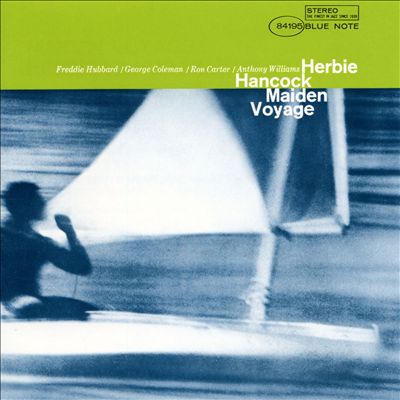 STEREO
THE FINEST IN JAZZ SINCE 1939
84195 BLUE NOTE
Freddie Hubbard / George Coleman / Ron Carter / Anthony Williams Herbie
Hancock
Maiden
Voyage